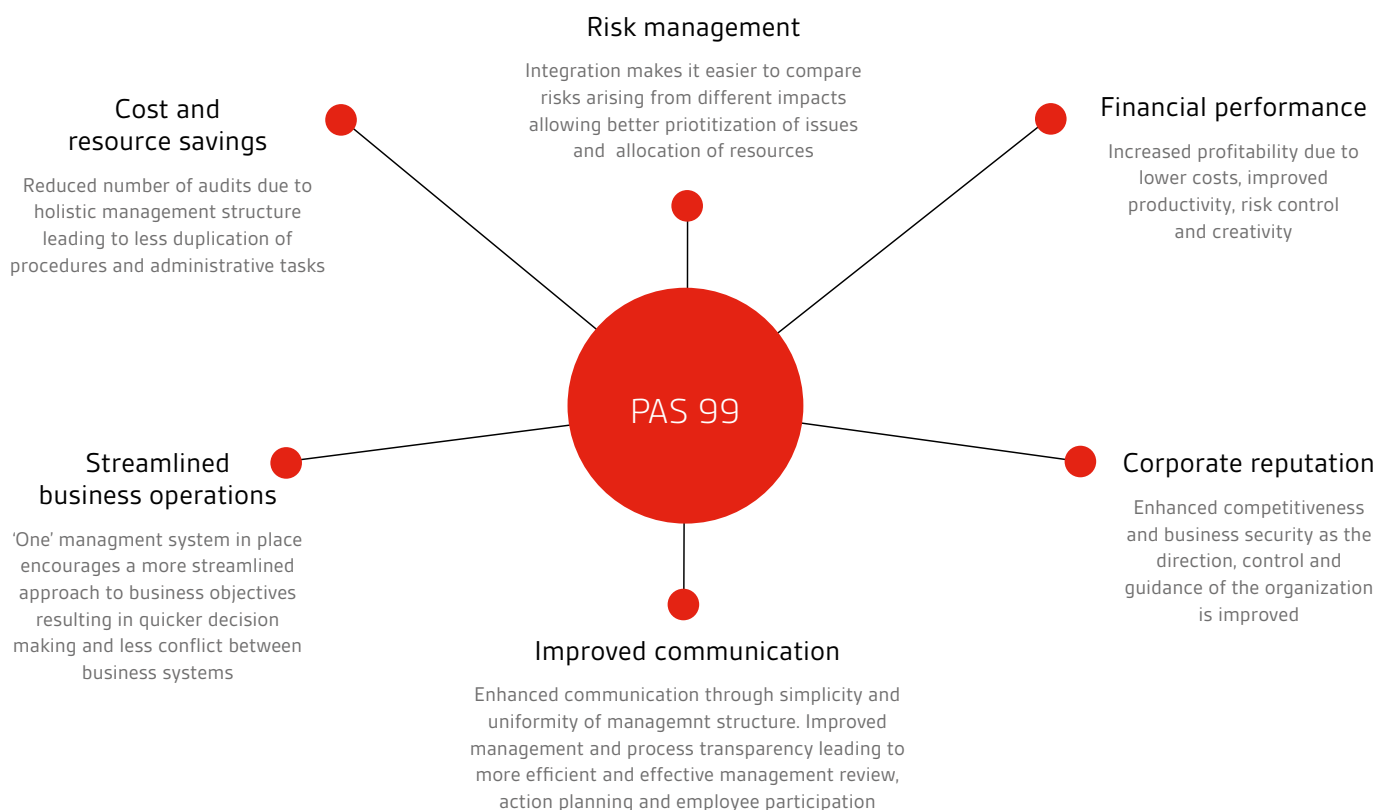 Risk management
Integration makes it easier to compare
risks arising from different impacts
allowing better priotitization of issues
and allocation of resources
Cost and
resource savings
Reduced number of audits due to
holistic management structure
leading to less duplication of
procedures and administrative tasks
Financial performance
Increased profitability due to
lower costs, improved
productivity, risk control
and creativity
PAS 99
Streamlined
business operations
‘One’ managment system in place
encourages a more streamlined
approach to business objectives
resulting in quicker decision
making and less conflict between
business systems
Corporate reputation
Enhanced competitiveness
and business security as the
direction, control and
guidance of the organization
is improved
Improved communication
Enhanced communication through simplicity and
uniformity of managemnt structure. Improved
management and process transparency leading to
more efficient and effective management review,
action planning and employee participation